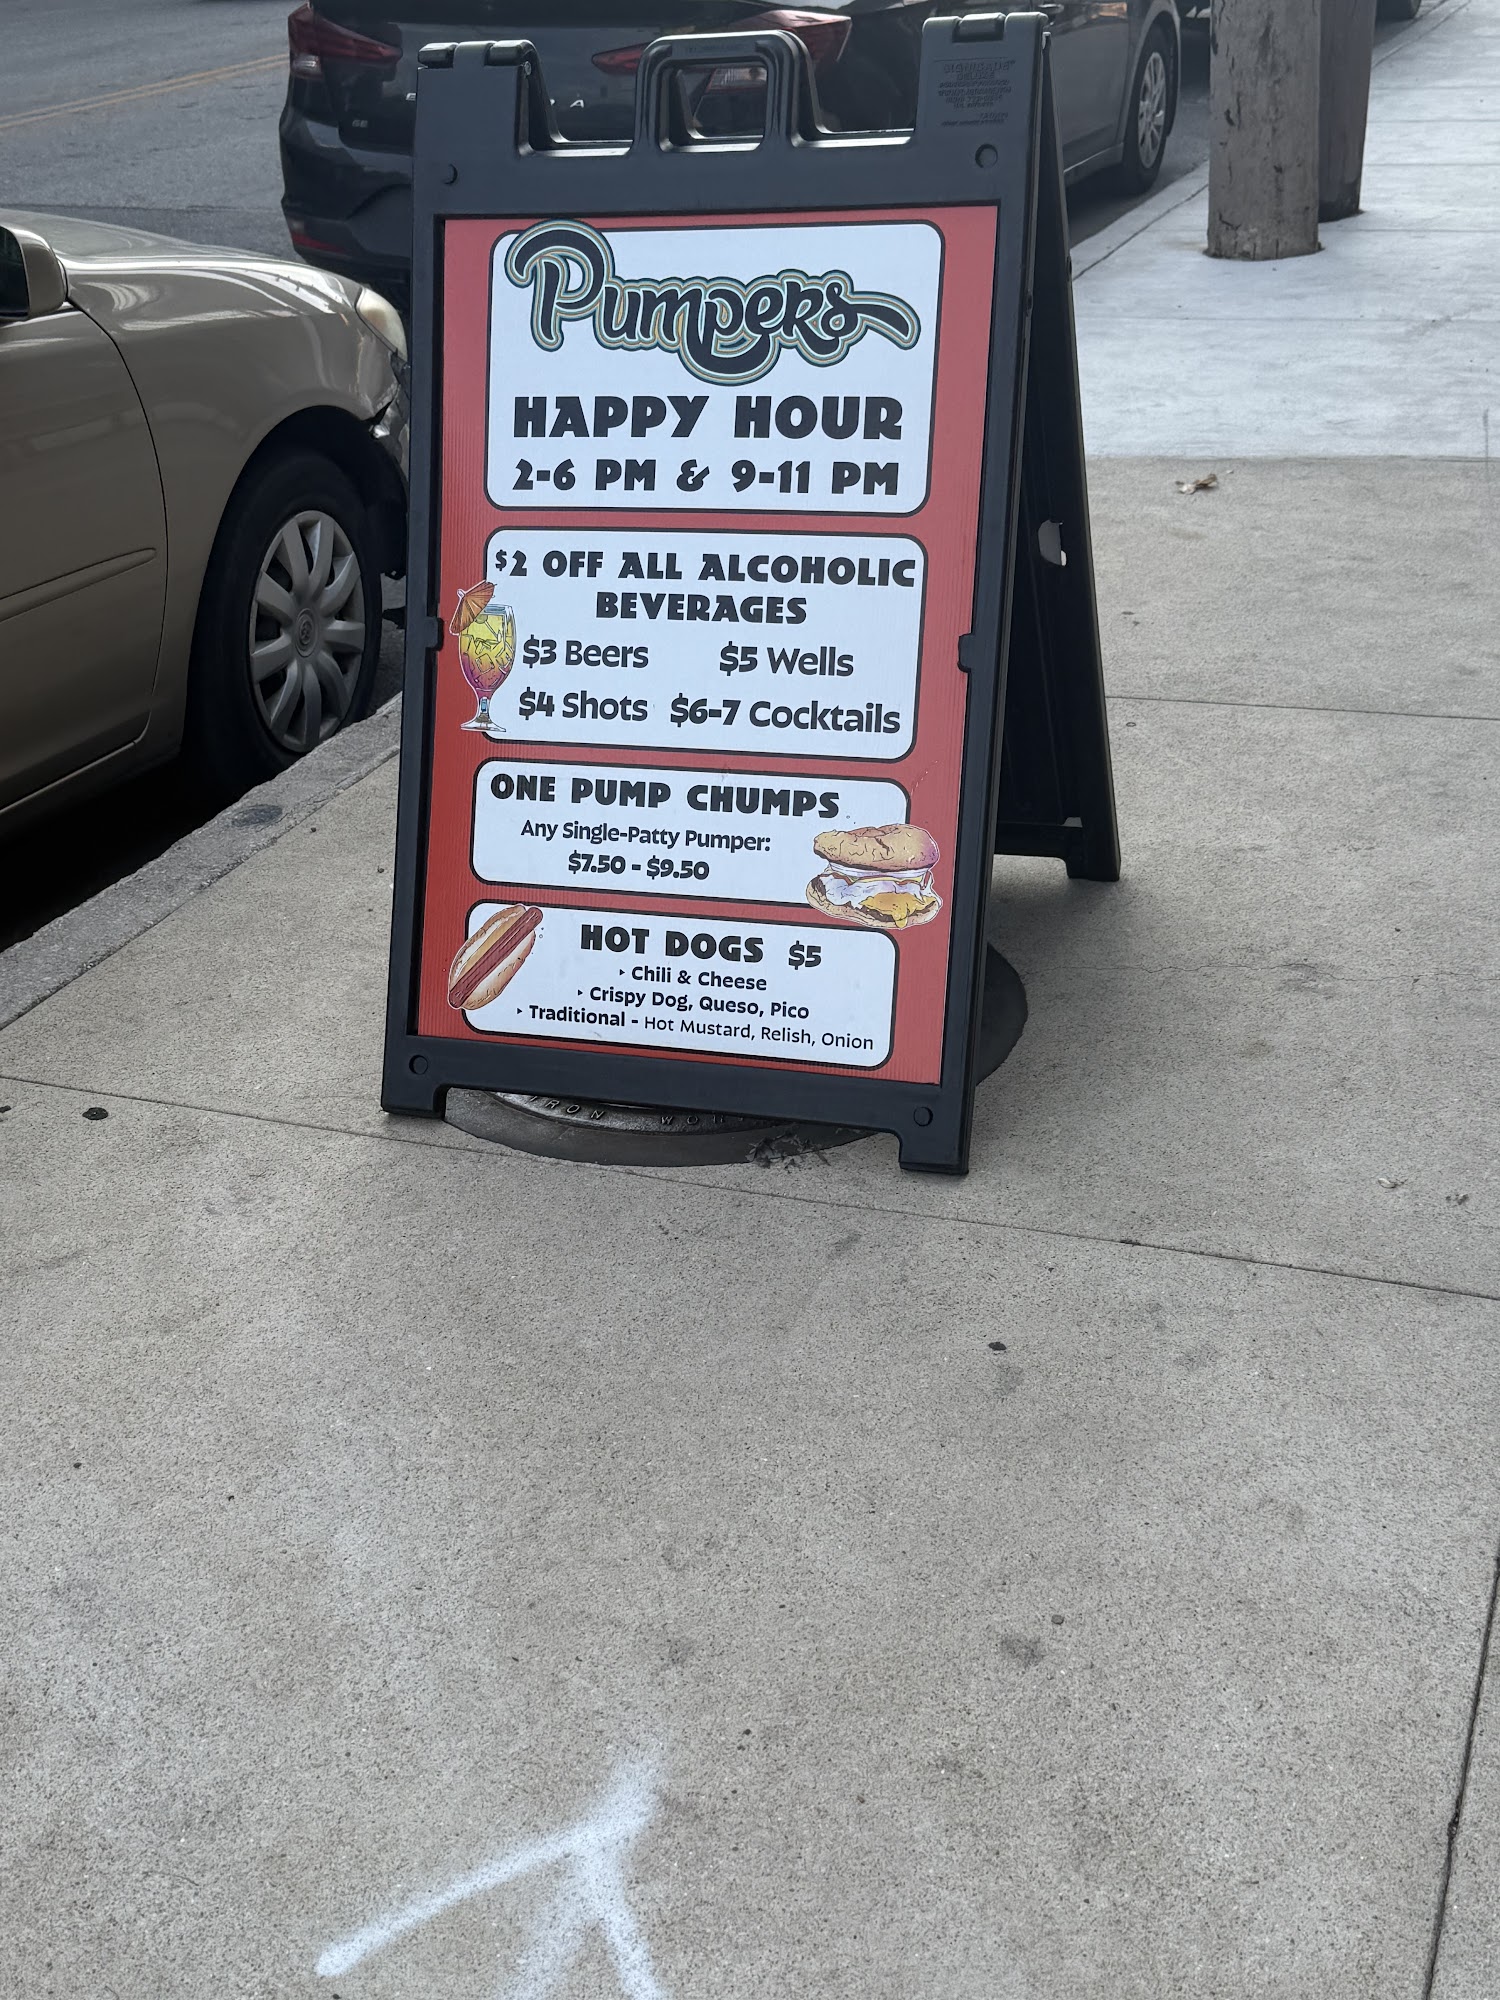 Pumpers
HAPPY HOUR
2-6 PM & 9-11 PM
$2 OFF ALL ALCOHOLIC
BEVERAGES
$3 Beers $5 Wells
$4 Shots $6-7 Cocktails
ONE PUMP CHUMPS
Any Single-Patty Pumper:
$7.50 - $9.50
HOT DOGS $5
‣ Chili & Cheese
‣ Crispy Dog, Queso, Pico
‣ Traditional - Hot Mustard, Relish, Onion
IRON WO